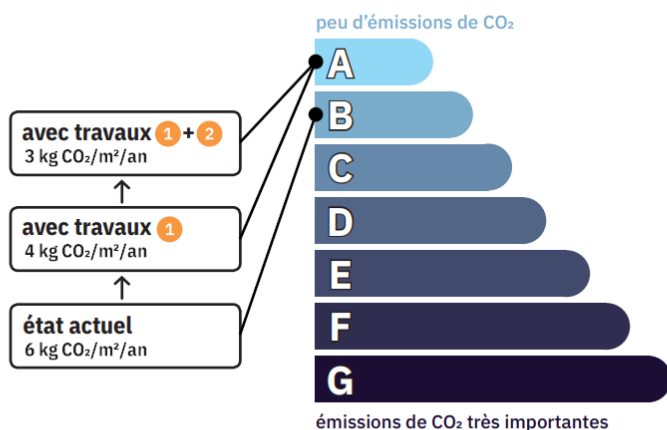 peu d'émissions de CO₂
A
B
C
D
E
F
G
émissions de CO₂ très importantes
avec travaux 1 + 2
3 kg CO₂/m²/an
avec travaux 1
4 kg CO₂/m²/an
état actuel
6 kg CO₂/m²/an